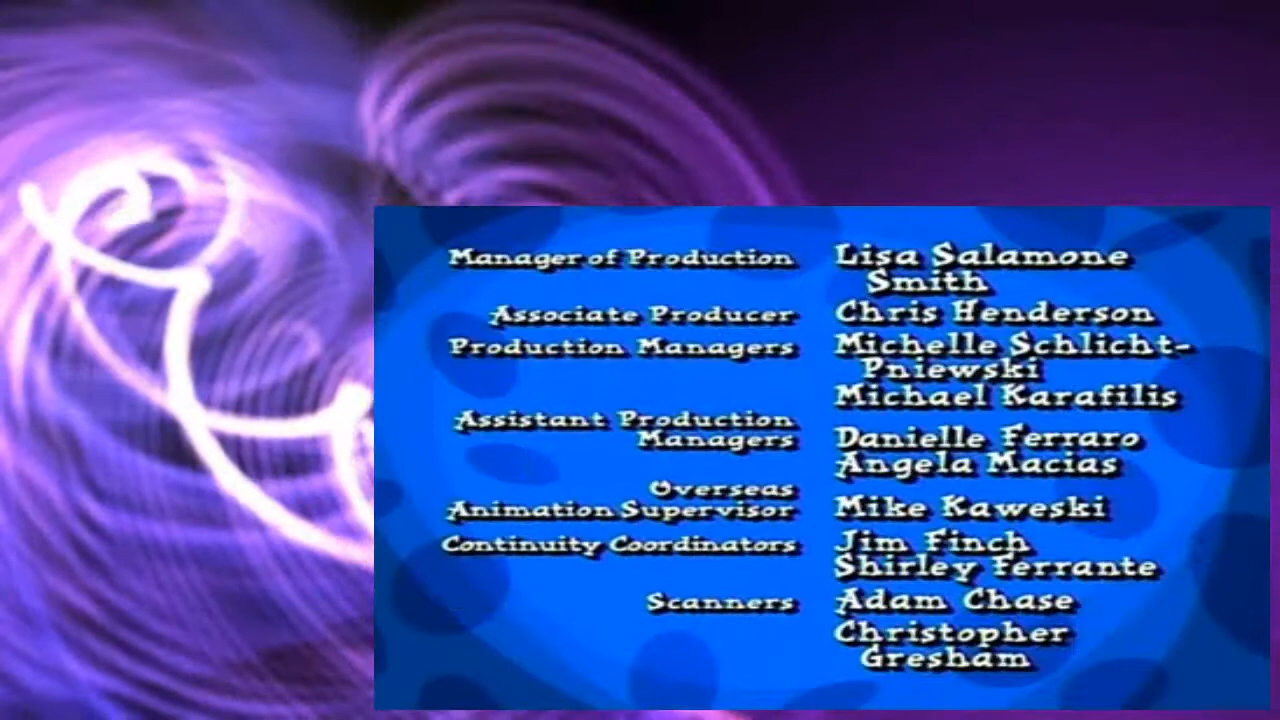 Manager of Production Lisa Salamone
Smith
Associate Producer Chris Henderson
Production Managers Michelle Schlicht-
Pniewski
Michael Karafilis
Assistant Production
Managers Danielle Ferraro
Angela Macias
Overseas
Animation Supervisor Mike Kaweski
Continuity Coordinators Jim Finch
Shirley Ferrante
Scanners Adam Chase
Christopher
Gresham